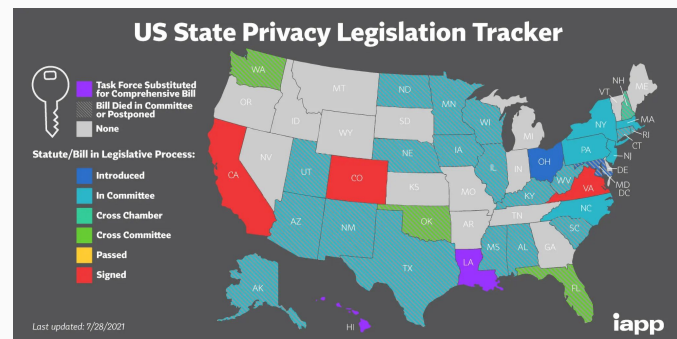 US State Privacy Legislation Tracker
Task Force Substituted
for Comprehensive Bill
Bill Died in Committee
or Postponed
None
Statute/Bill in Legislative Process:
Introduced
In Committee
Cross Chamber
Cross Committee
Passed
Signed
WA
OR
CA
NV
ID
MT
WY
UT
CO
AZ
NM
ND
SD
NE
KS
OK
TX
MN
IA
MO
AR
LA
WI
IL
MI
IN
OH
KY
TN
MS
AL
GA
FL
SC
NC
VA
WV
PA
NY
VT
NH
ME
MA
RI
CT
NJ
DE
MD
DC
AK
HI
Last updated: 7/28/2021
iapp